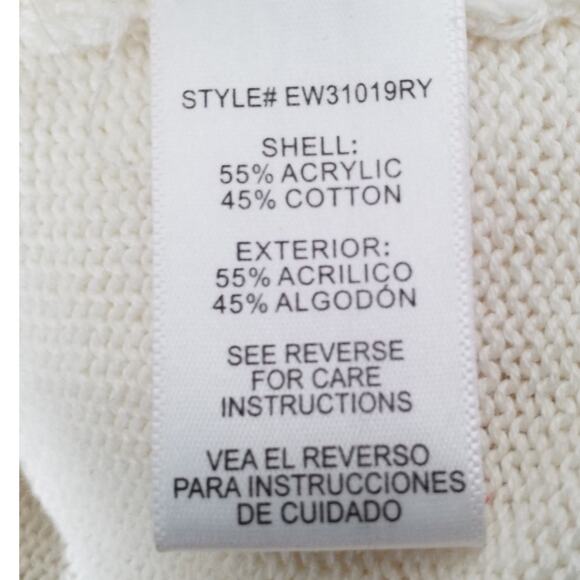 STYLE# EW31019RY
SHELL:
55% ACRYLIC
45% COTTON
EXTERIOR:
55% ACRILICO
45% ALGODÓN
SEE REVERSE
FOR CARE
INSTRUCTIONS
VEA EL REVERSO
PARA INSTRUCCIONES
DE CUIDADO